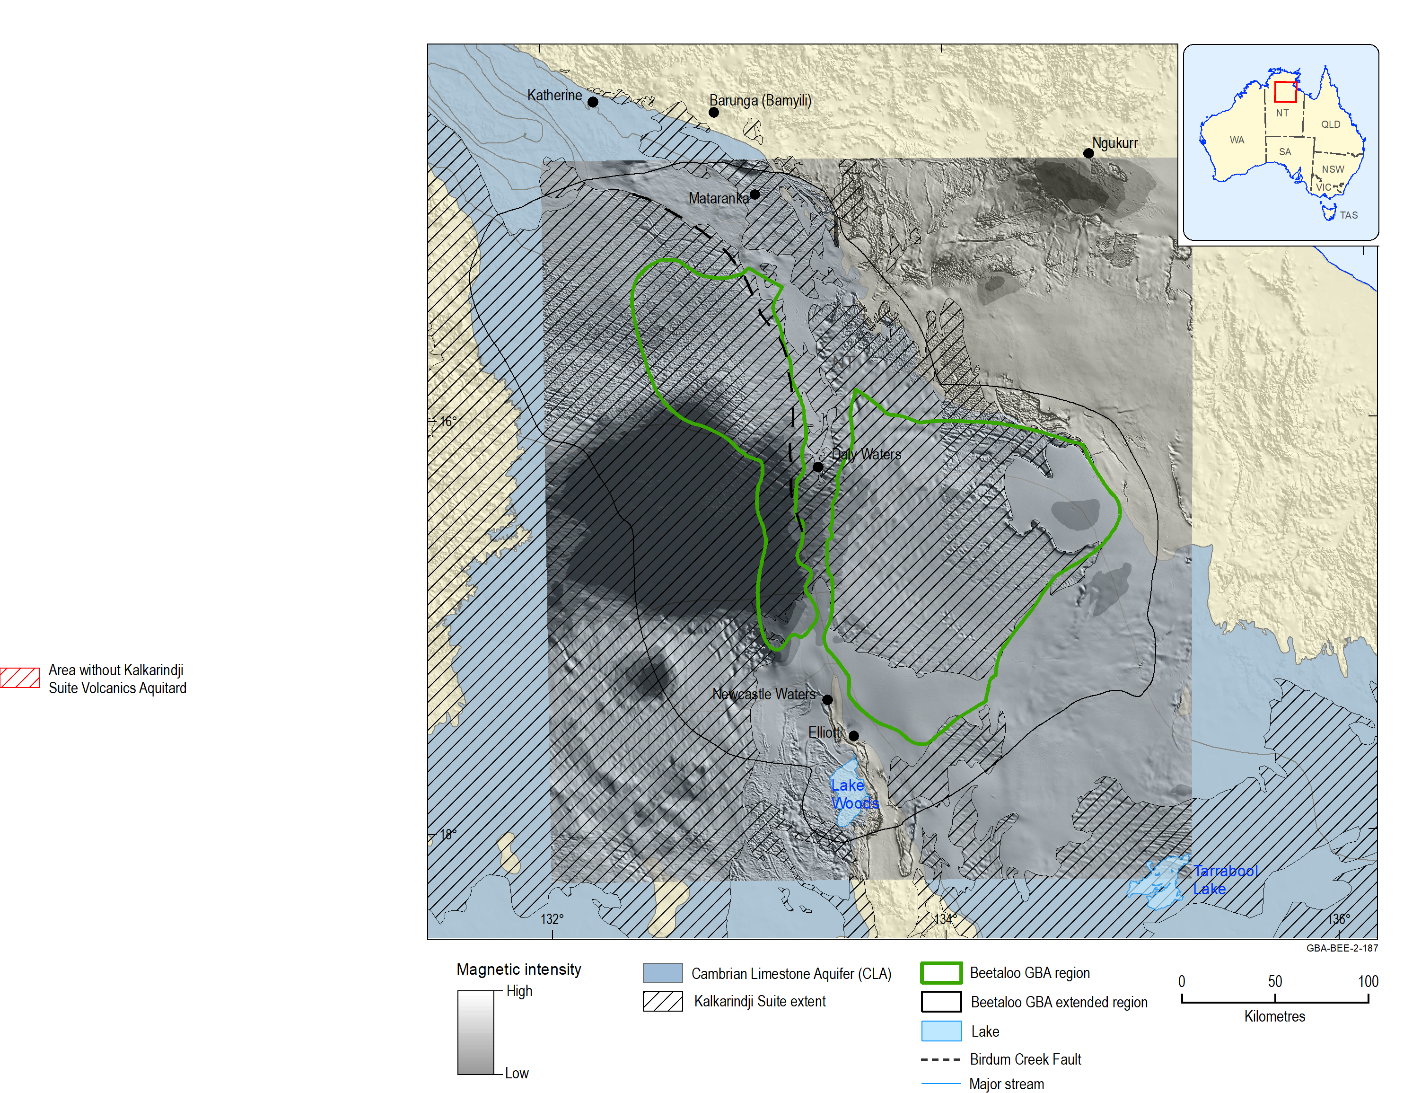 Katherine
Barunga (Bamyili)
Ngukurr
Mataranka
WA
NT
QLD
SA
NSW
VIC
TAS
16°
Daly Waters
Area without Kalkarindji
Suite Volcanics Aquitard
Newcastle Waters
Elliott
Lake
Woods
18°
Tarrabool
Lake
132°
134°
136°
GBA-BEE-2-187
Magnetic intensity
High
Low
Cambrian Limestone Aquifer (CLA)
Kalkarindji Suite extent
Beetaloo GBA region
Beetaloo GBA extended region
Lake
Birdum Creek Fault
Major stream
0 50 100
Kilometres